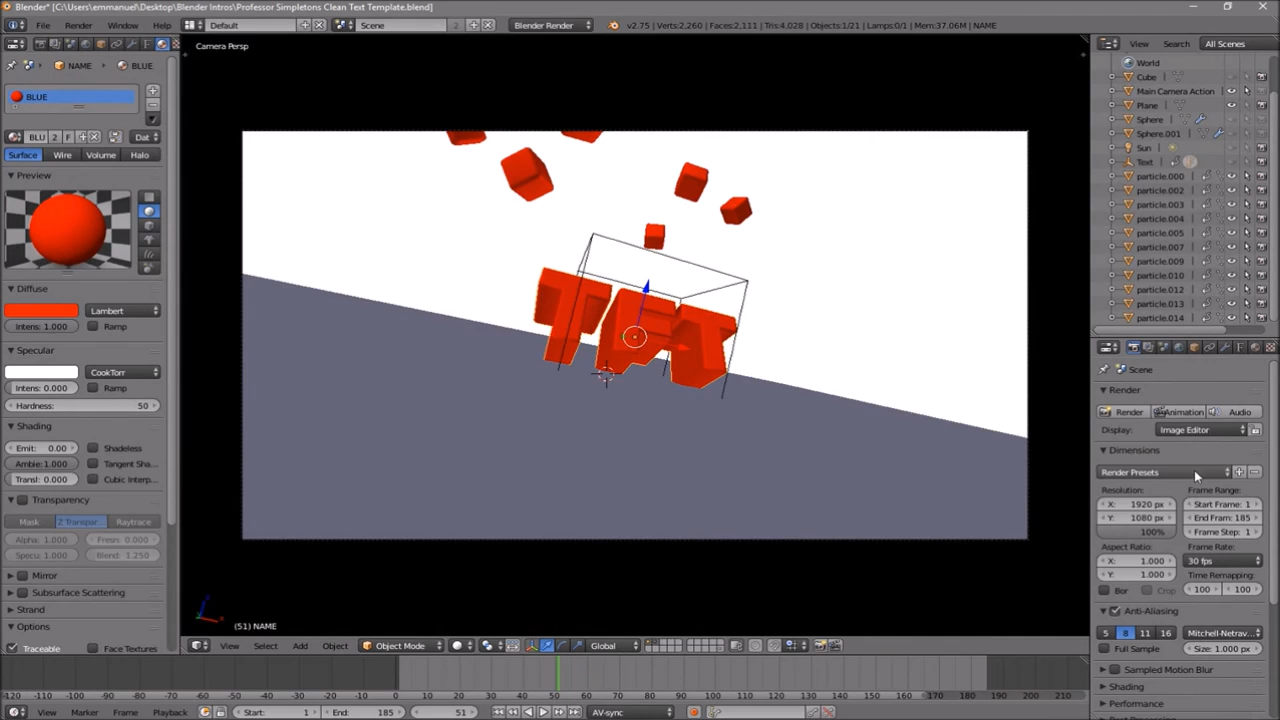 Blender* [C:\Users\emmanuel\Desktop\Blender Intros\Professor Simpletons Clean Text Template.blend]
File Render Window Help Default Scene 2 Blender Render v2.75 | Verts:2,260 | Faces:2,111 | Tris:4,028 | Objects:1/21 | Lamps:0/1 | Mem:37.06M | NAME
NAME BLUE
BLUE
BLU 2 F Dat
Surface Wire Volume Halo
Preview
Diffuse
Lambert
Intens: 1.000 Ramp
Specular
CookTorr
Intens: 0.000 Ramp
Hardness: 50
Shading
Emit: 0.00 Shadeless
Ambie: 1.000 Tangent Sha...
Transl: 0.000 Cubic Interp...
Transparency
Mask Z Transpar... Raytrace
Alpha: 1.000 Fresn: 0.000
Specu: 1.000 Blend: 1.250
Mirror
Subsurface Scattering
Strand
Options
Traceable Face Textures
Camera Persp
(51) NAME
View Select Add Object Object Mode Global
View Search All Scenes
World
Cube
Main Camera Action
Plane
Sphere
Sphere.001
Sun
Text
particle.000
particle.002
particle.003
particle.004
particle.005
particle.007
particle.009
particle.010
particle.012
particle.013
particle.014
Scene
Render
Render Animation Audio
Display: Image Editor
Dimensions
Render Presets
Resolution: Frame Range:
X: 1920 px Start Frame: 1
Y: 1080 px End Fram: 185
100% Frame Step: 1
Aspect Ratio: Frame Rate:
X: 1.000 30 fps
Y: 1.000 Time Remapping:
Bor Crop 100 100
Anti-Aliasing
5 8 11 16 Mitchell-Netrav...
Full Sample Size: 1.000 px
Sampled Motion Blur
Shading
Performance
-120 -110 -100 -90 -80 -70 -60 -50 -40 -30 -20 -10 0 10 20 30 40 50 60 70 80 90 100 110 120 130 140 150 160 170 180 190 200 210
View Marker Frame Playback Start: 1 End: 185 51 AV-sync